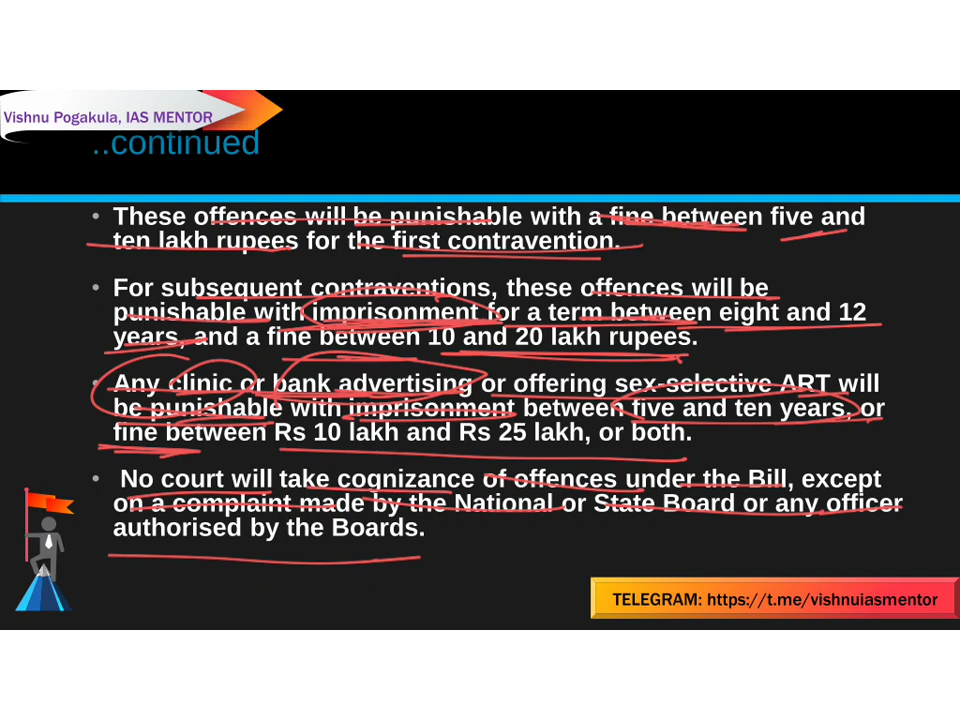 Vishnu Pogakula, IAS MENTOR
..continued
• These offences will be punishable with a fine between five and
ten lakh rupees for the first contravention.
• For subsequent contraventions, these offences will be
punishable with imprisonment for a term between eight and 12
years, and a fine between 10 and 20 lakh rupees.
• Any clinic or bank advertising or offering sex-selective ART will
be punishable with imprisonment between five and ten years, or
fine between Rs 10 lakh and Rs 25 lakh, or both.
• No court will take cognizance of offences under the Bill, except
on a complaint made by the National or State Board or any officer
authorised by the Boards.
TELEGRAM: https://t.me/vishnuiasmentor